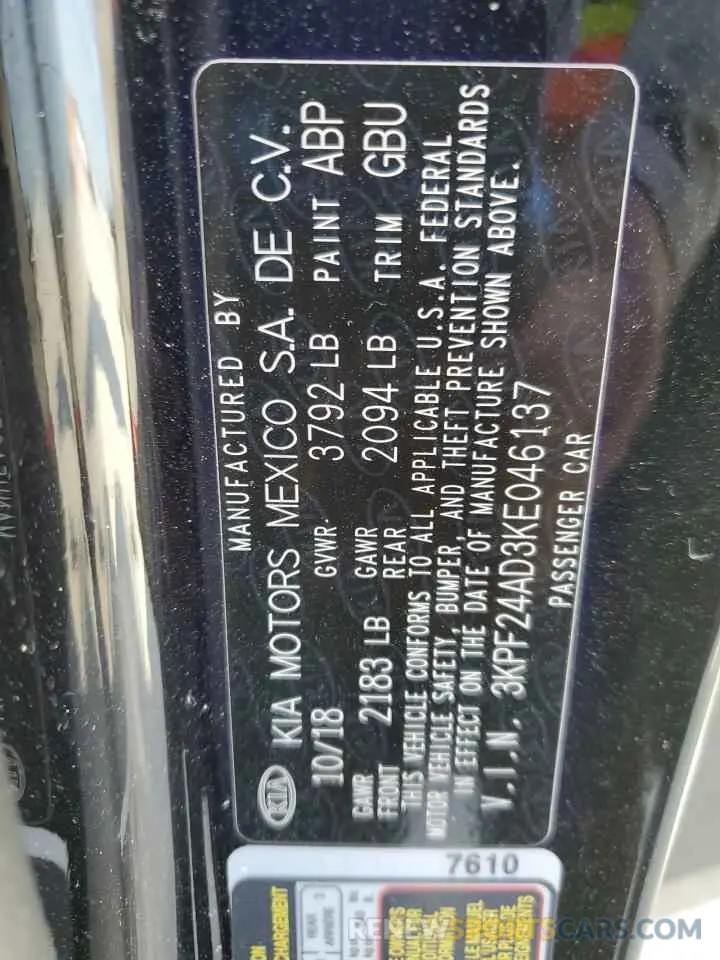 MANUFACTURED BY
KIA KIA MOTORS MEXICO S.A. DE C.V.
10/18 GVWR. 3792 LB PAINT ABP
GAWR FRONT 2183 LB GAWR REAR 2094 LB TRIM GBU
THIS VEHICLE CONFORMS TO ALL APPLICABLE U.S.A. FEDERAL
MOTOR VEHICLE SAFETY, BUMPER, AND THEFT PREVENTION STANDARDS
IN EFFECT ON THE DATE OF MANUFACTURE SHOWN ABOVE.
V.I.N. 3KPF24AD3KE046137
PASSENGER CAR
7610
REAR
RENEWSPORTSCARS.COM